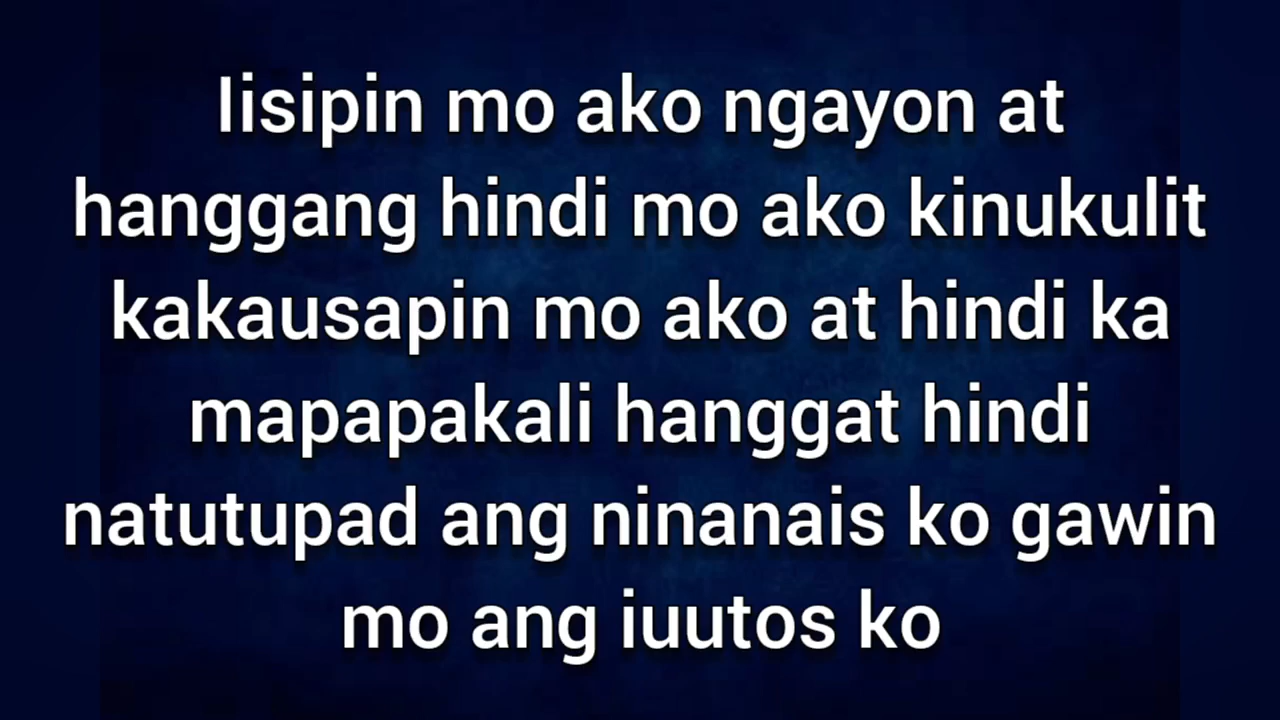 Iisipin mo ako ngayon at
hanggang hindi mo ako kinukulit
kakausapin mo ako at hindi ka
mapapakali hanggat hindi
natutupad ang ninanais ko gawin
mo ang iuutos ko